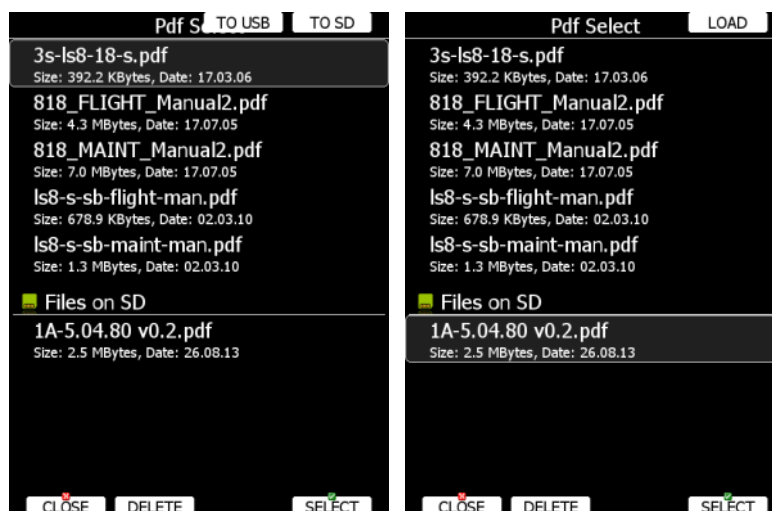 Pdf S
TO USB
TO SD
3s-ls8-18-s.pdf
Size: 392.2 KBytes, Date: 17.03.06
818_FLIGHT_Manual2.pdf
Size: 4.3 MBytes, Date: 17.07.05
818_MAINT_Manual2.pdf
Size: 7.0 MBytes, Date: 17.07.05
ls8-s-sb-flight-man.pdf
Size: 678.9 KBytes, Date: 02.03.10
ls8-s-sb-maint-man.pdf
Size: 1.3 MBytes, Date: 02.03.10
Files on SD
1A-5.04.80 v0.2.pdf
Size: 2.5 MBytes, Date: 26.08.13
CLOSE
DELETE
SELECT
Pdf Select
LOAD
3s-ls8-18-s.pdf
Size: 392.2 KBytes, Date: 17.03.06
818_FLIGHT_Manual2.pdf
Size: 4.3 MBytes, Date: 17.07.05
818_MAINT_Manual2.pdf
Size: 7.0 MBytes, Date: 17.07.05
ls8-s-sb-flight-man.pdf
Size: 678.9 KBytes, Date: 02.03.10
ls8-s-sb-maint-man.pdf
Size: 1.3 MBytes, Date: 02.03.10
Files on SD
1A-5.04.80 v0.2.pdf
Size: 2.5 MBytes, Date: 26.08.13
CLOSE
DELETE
SELECT